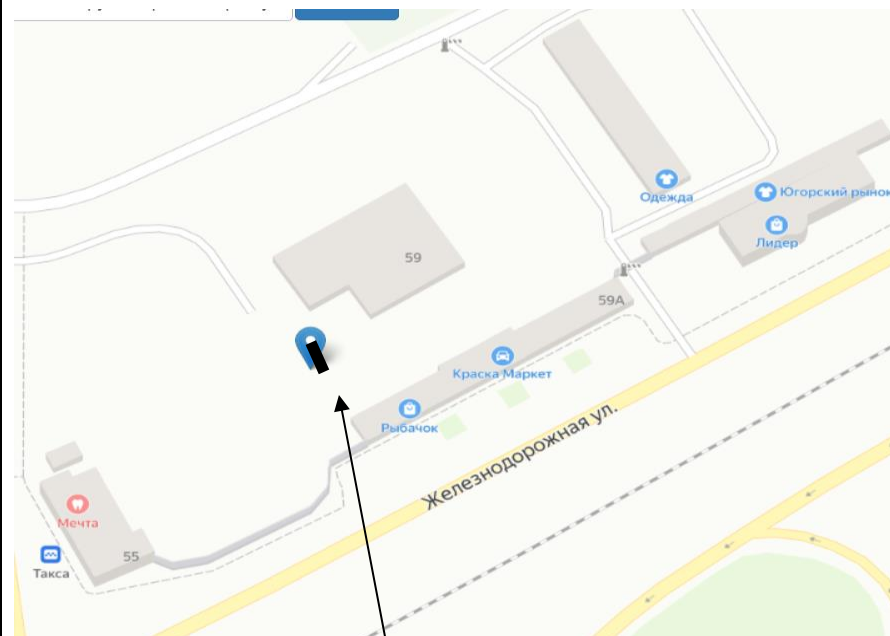 Одежда
Югорский рынок
Лидер
59
59А
Краска Маркет
Рыбачок
Железнодорожная ул.
Мечта
55
Такса